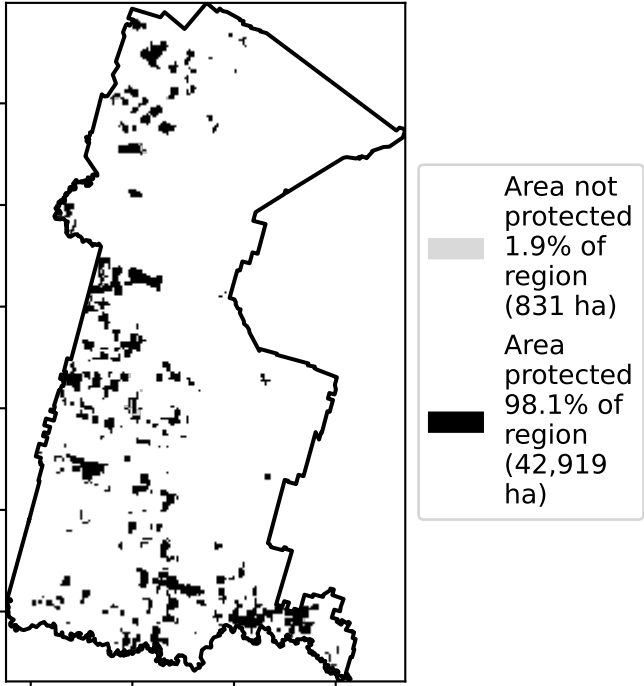 Area not
protected
1.9% of
region
(831 ha)
Area
protected
98.1% of
region
(42,919
ha)